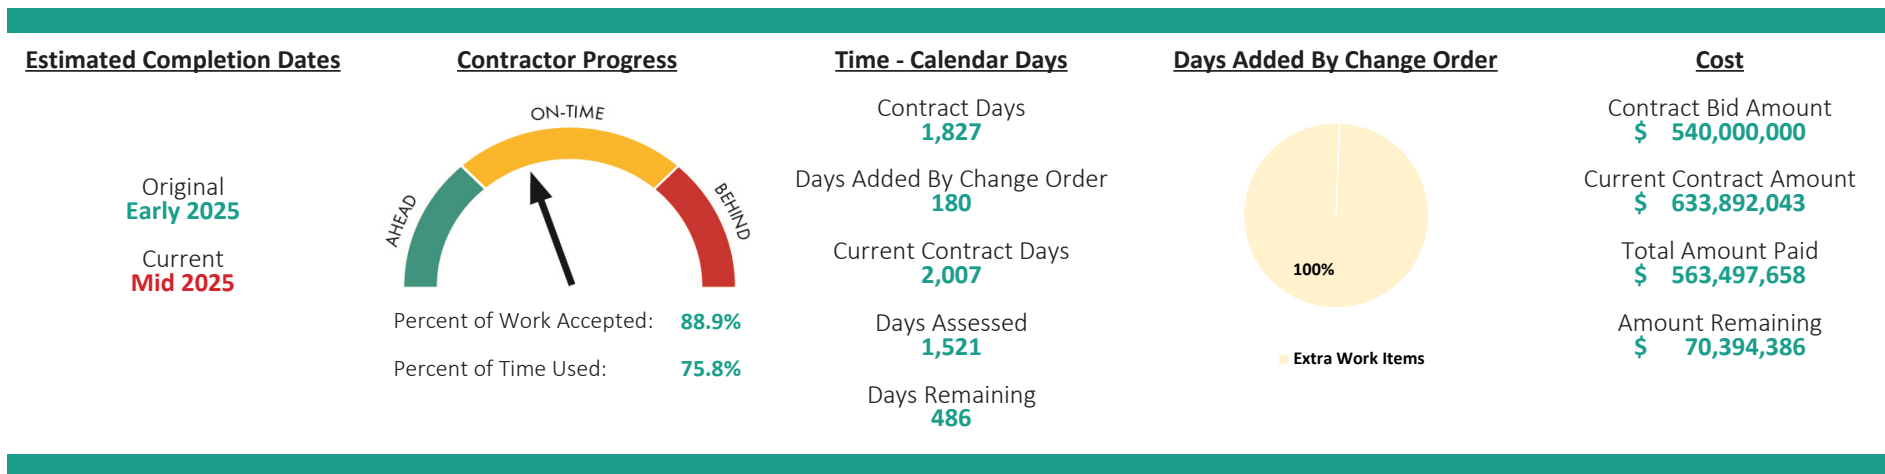 Estimated Completion Dates
Original
Early 2025
Current
Mid 2025
Contractor Progress
AHEAD
ON-TIME
BEHIND
Percent of Work Accepted: 88.9%
Percent of Time Used: 75.8%
Time - Calendar Days
Contract Days
1,827
Days Added By Change Order
180
Current Contract Days
2,007
Days Assessed
1,521
Days Remaining
486
Days Added By Change Order
100%
Extra Work Items
Cost
Contract Bid Amount
$ 540,000,000
Current Contract Amount
$ 633,892,043
Total Amount Paid
$ 563,497,658
Amount Remaining
$ 70,394,386